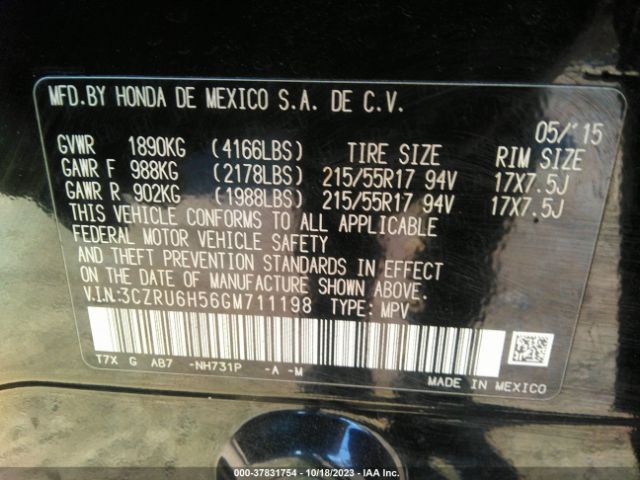 MFD.BY HONDA DE MEXICO S.A. DE C.V.
05/'15
GVWR 1890KG (4166LBS) TIRE SIZE RIM SIZE
GAWR F 988KG (2178LBS) 215/55R17 94V 17X7.5J
GAWR R 902KG (1988LBS) 215/55R17 94V 17X7.5J
THIS VEHICLE CONFORMS TO ALL APPLICABLE
FEDERAL MOTOR VEHICLE SAFETY
AND THEFT PREVENTION STANDARDS IN EFFECT ON
THE DATE OF MANUFACTURE SHOWN ABOVE.
V.I.N:3CZRU6H56GM711198 TYPE: MPV
T7X G AB7 -NH731P -A -M
MADE IN MEXICO
000-37831754 | 10/18/2023 | IAA Inc.